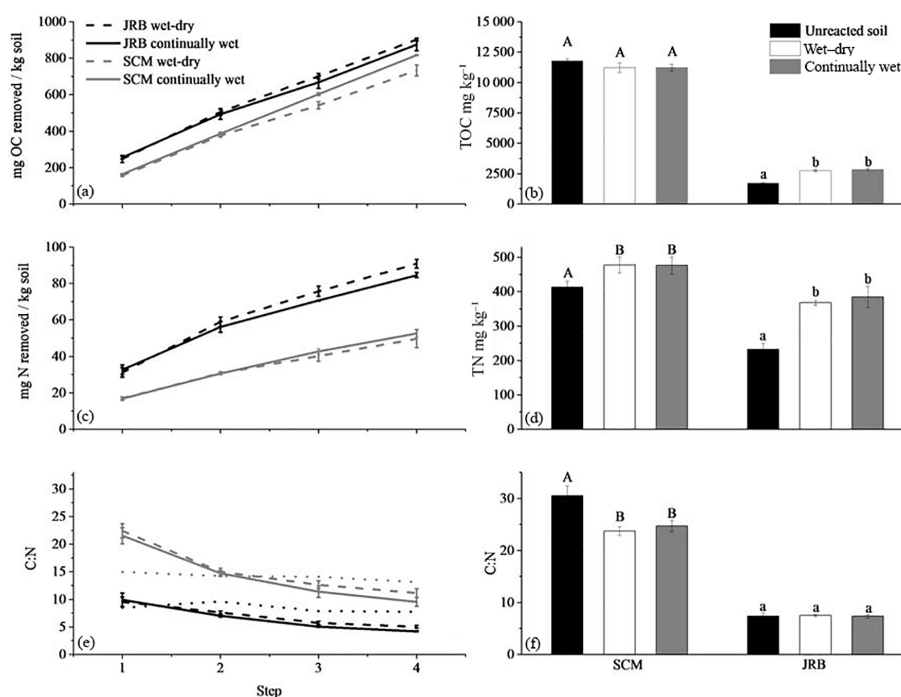 JRB wet-dry
JRB continually wet
SCM wet-dry
SCM continually wet
mg OC removed / kg soil
1000
800
600
400
200
0
(a)
Unreacted soil
Wet–dry
Continually wet
TOC mg kg⁻¹
15 000
12 500
10 000
7500
5000
2500
0
A A A
a b b
(b)
mg N removed / kg soil
100
80
60
40
20
0
(c)
TN mg kg⁻¹
500
400
300
200
100
0
A B B
a b b
(d)
C:N
30
25
20
15
10
5
0
(e)
1 2 3 4
Step
C:N
30
20
10
0
A B B
a a a
(f)
SCM JRB